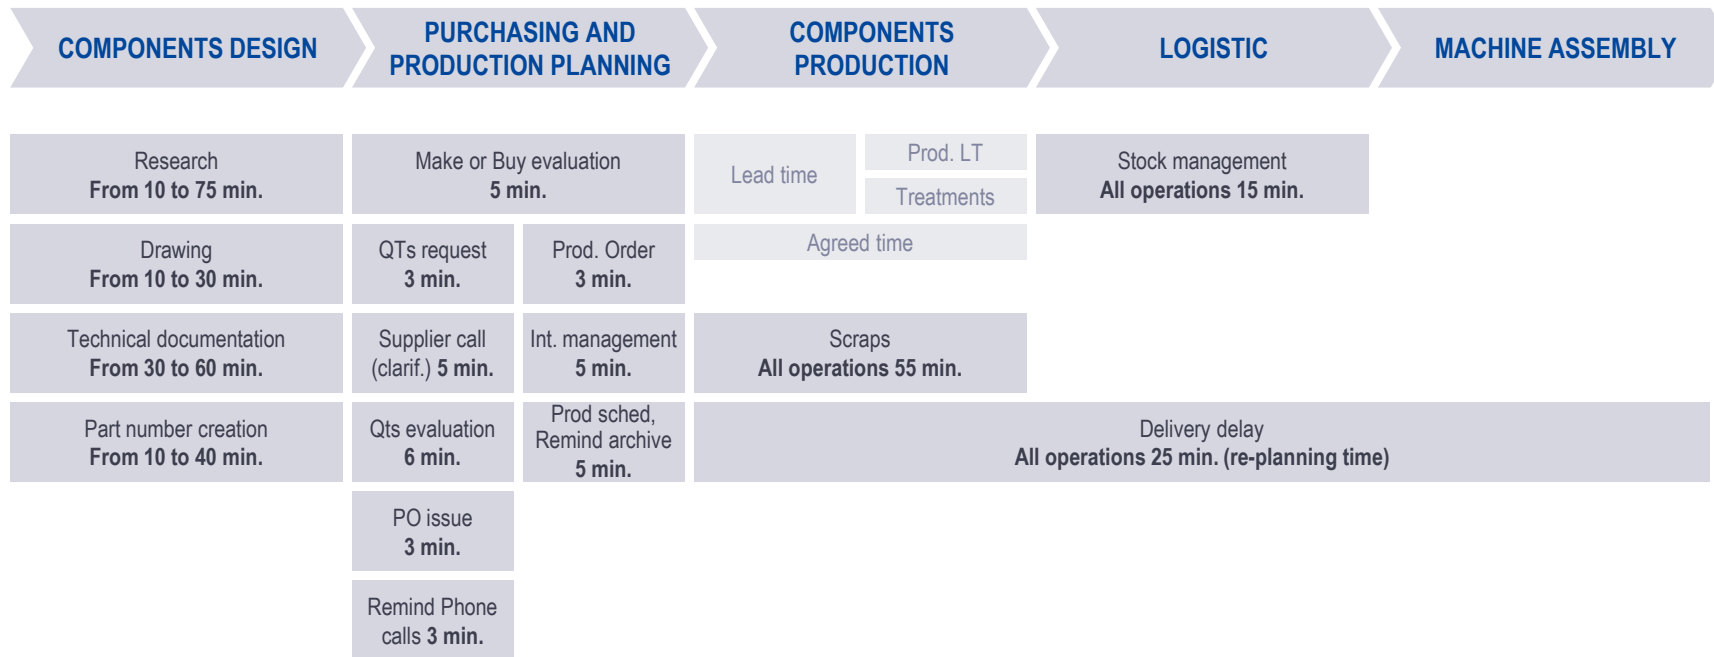 COMPONENTS DESIGN
PURCHASING AND
PRODUCTION PLANNING
COMPONENTS
PRODUCTION
LOGISTIC
MACHINE ASSEMBLY
Research
From 10 to 75 min.
Make or Buy evaluation
5 min.
Lead time
Prod. LT
Treatments
Stock management
All operations 15 min.
Drawing
From 10 to 30 min.
QTs request
3 min.
Prod. Order
3 min.
Agreed time
Technical documentation
From 30 to 60 min.
Supplier call
(clarif.) 5 min.
Int. management
5 min.
Scraps
All operations 55 min.
Part number creation
From 10 to 40 min.
Qts evaluation
6 min.
Prod sched,
Remind archive
5 min.
Delivery delay
All operations 25 min. (re-planning time)
PO issue
3 min.
Remind Phone
calls 3 min.